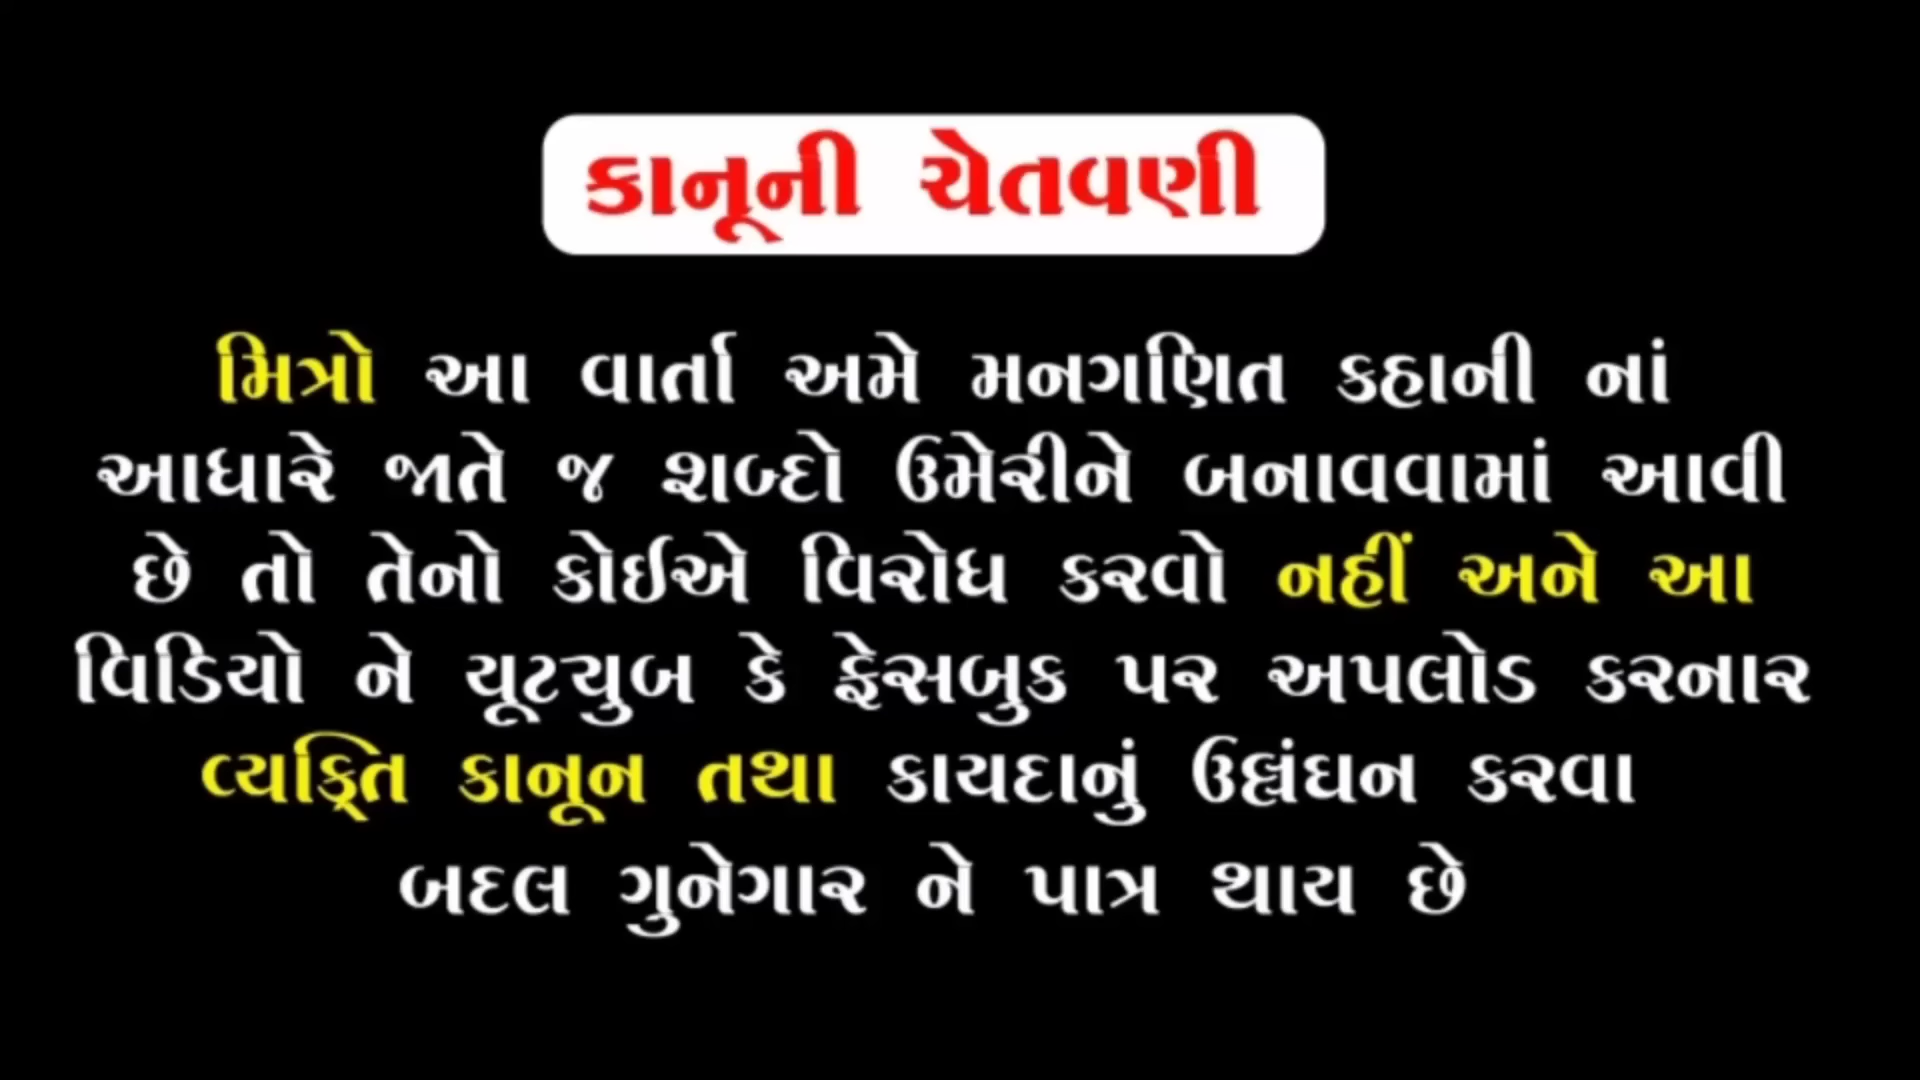 કાનૂની ચેતવણી
મિત્રો આ વાર્તા અમે મનગણિત કહાની નાં
આધારે જાતે જ શબ્દો ઉમેરીને બનાવવામાં આવી
છે તો તેનો કોઈએ વિરોધ કરવો નહીં અને આ
વિડિયો ને યૂટ્યુબ કે ફેસબુક પર અપલોડ કરનાર
વ્યક્તિ કાનૂન તથા કાયદાનું ઉલ્લંઘન કરવા
બદલ ગુનેગાર ને પાત્ર થાય છે